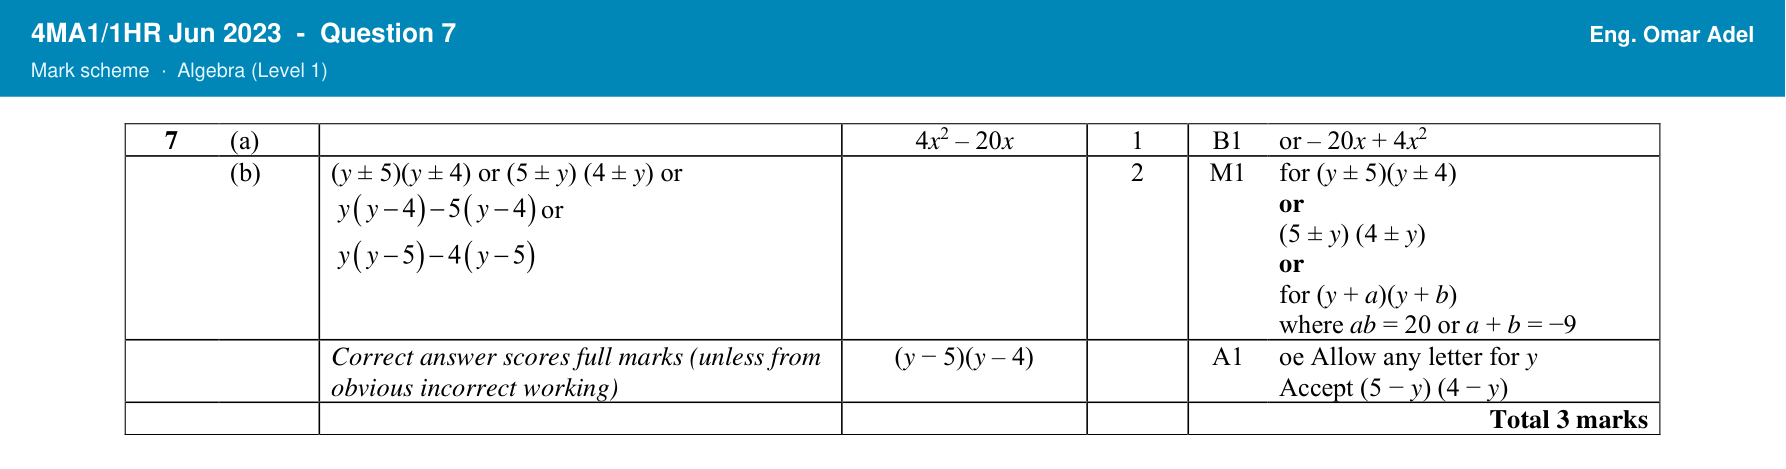 4MA1/1HR Jun 2023 - Question 7
Eng. Omar Adel
Mark scheme · Algebra (Level 1)
7 (a) 4x² – 20x 1 B1 or – 20x + 4x²
(b) (y ± 5)(y ± 4) or (5 ± y) (4 ± y) or 2 M1 for (y ± 5)(y ± 4)
y(y − 4) − 5(y − 4) or
or
(5 ± y) (4 ± y)
y(y − 5) − 4(y − 5)
or
for (y + a)(y + b)
where ab = 20 or a + b = −9
Correct answer scores full marks (unless from (y − 5)(y – 4) A1 oe Allow any letter for y
obvious incorrect working) Accept (5 − y) (4 − y)
Total 3 marks